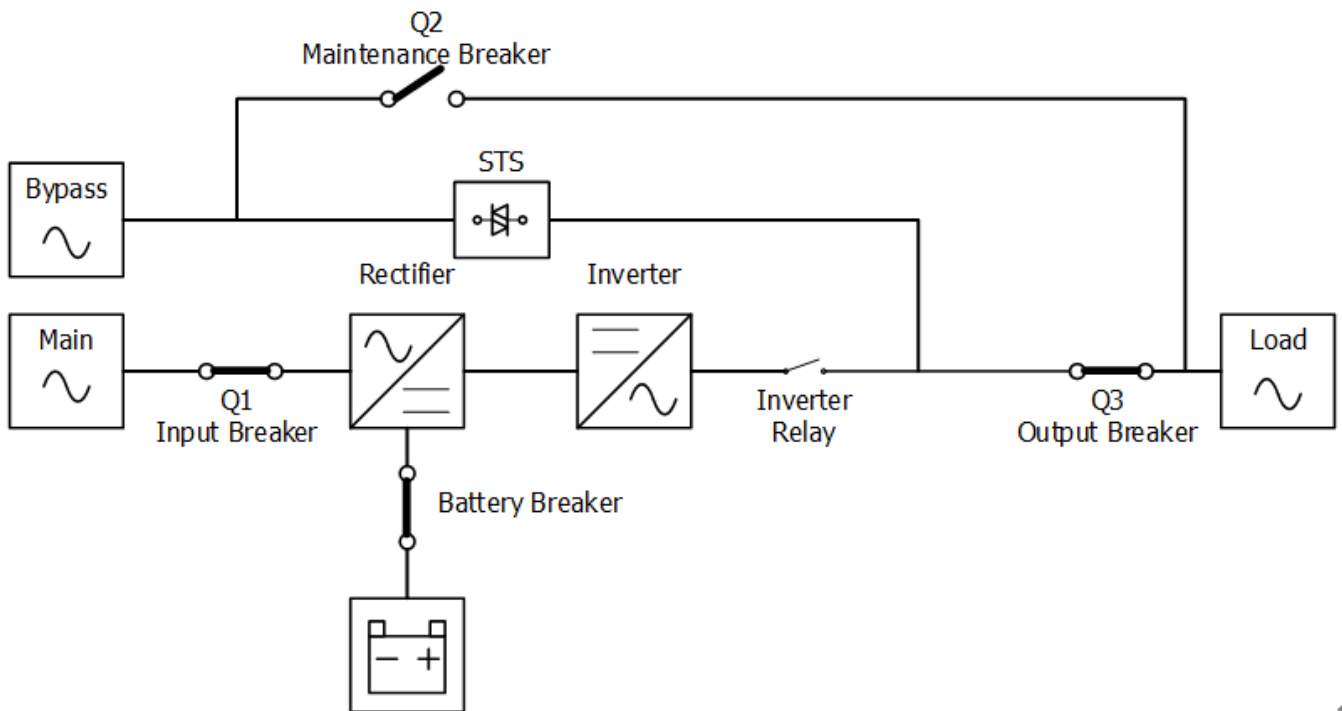 Q2
Maintenance Breaker
STS
Bypass
Rectifier
Inverter
Main
Load
Q1
Input Breaker
Inverter
Relay
Q3
Output Breaker
Battery Breaker
− +